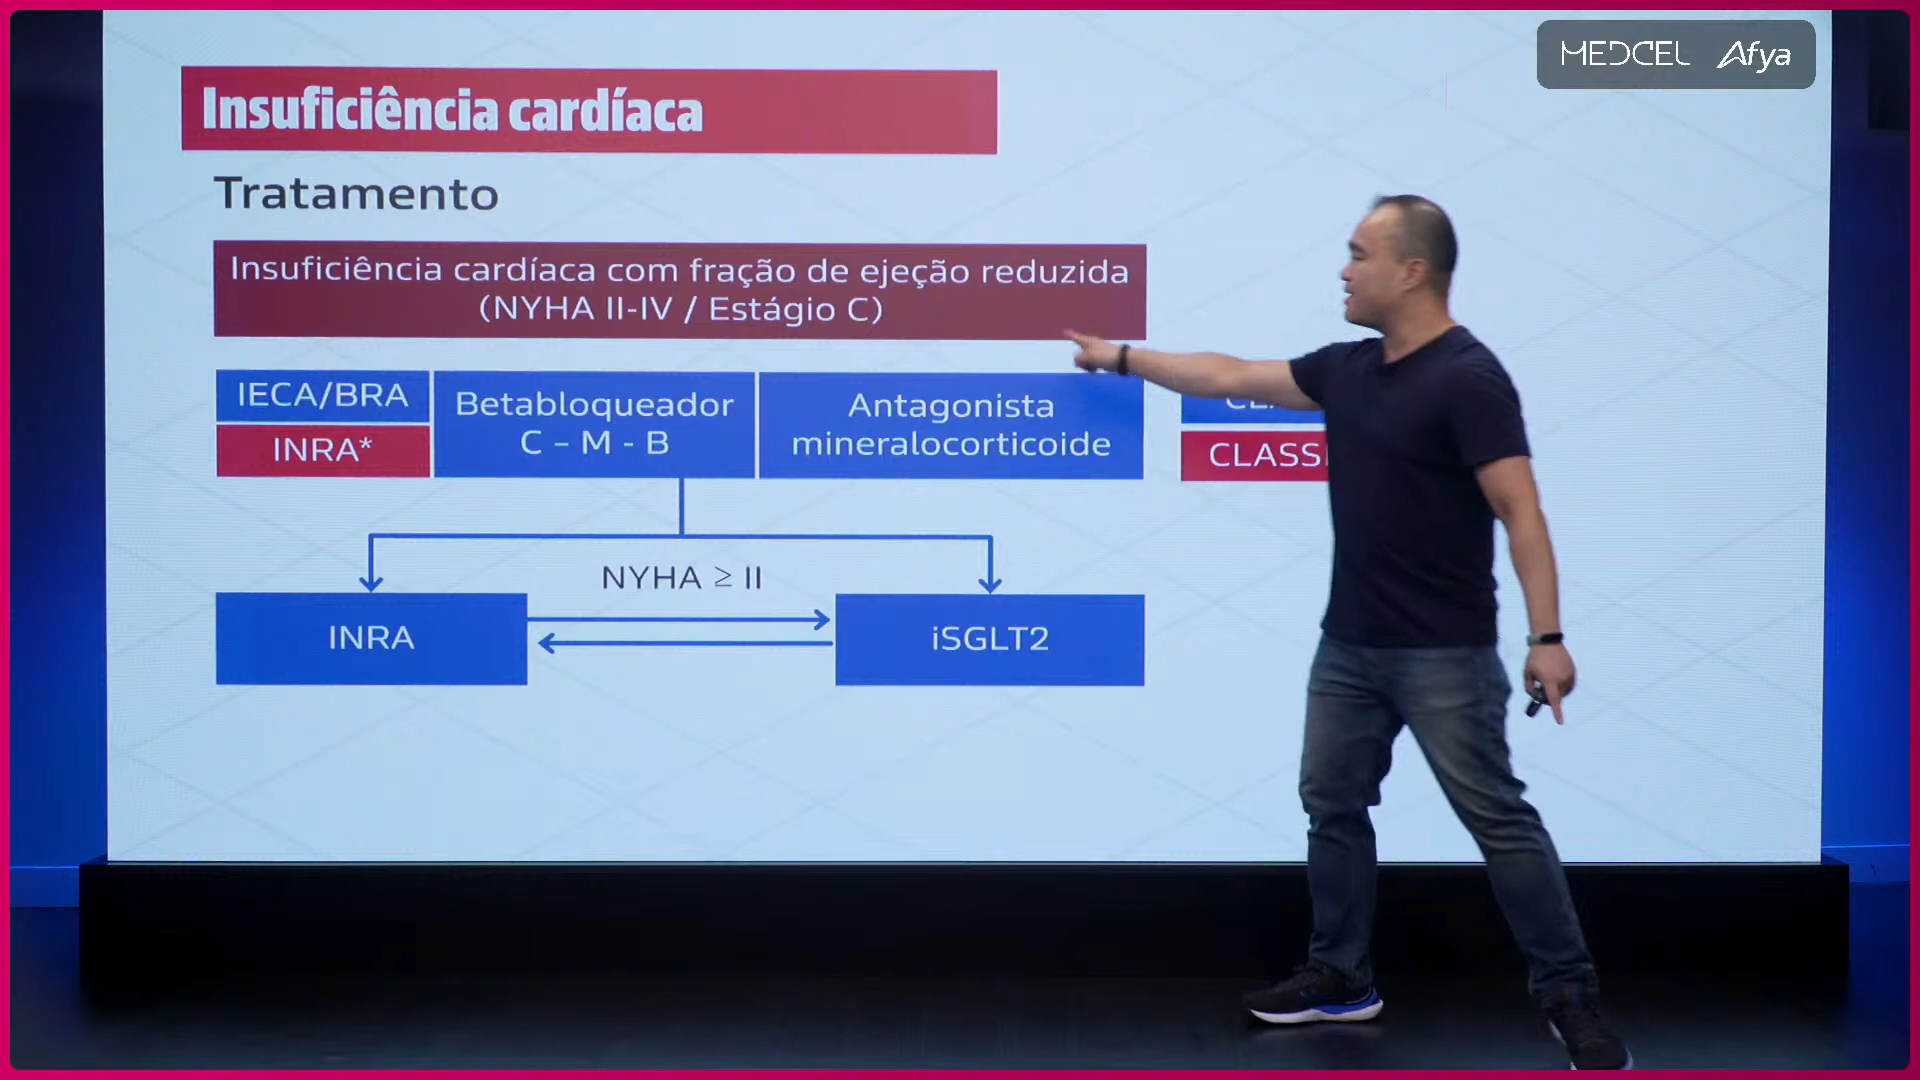 MEDCEL Afya
Insuficiência cardíaca
Tratamento
Insuficiência cardíaca com fração de ejeção reduzida
(NYHA II-IV / Estágio C)
IECA/BRA
INRA*
Betabloqueador
C – M - B
Antagonista
mineralocorticoide
NYHA ≥ II
INRA
iSGLT2